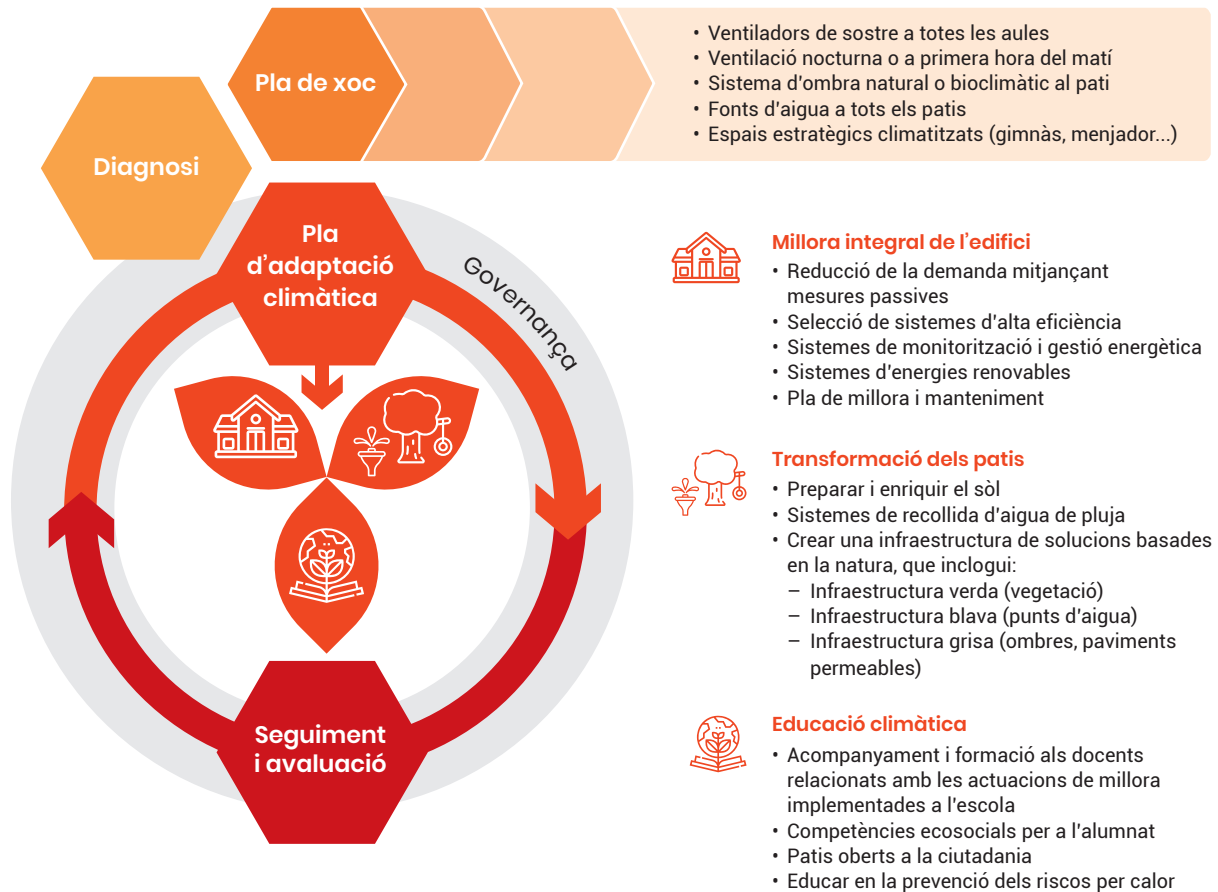 Pla de xoc
• Ventiladors de sostre a totes les aules
• Ventilació nocturna o a primera hora del matí
• Sistema d'ombra natural o bioclimàtic al pati
• Fonts d'aigua a tots els patis
• Espais estratègics climatitzats (gimnàs, menjador...)
Diagnosi
Pla
d'adaptació
climàtica
Governança
Seguiment
i avaluació
Millora integral de l'edifici
• Reducció de la demanda mitjançant
mesures passives
• Selecció de sistemes d'alta eficiència
• Sistemes de monitorització i gestió energètica
• Sistemes d'energies renovables
• Pla de millora i manteniment
Transformació dels patis
• Preparar i enriquir el sòl
• Sistemes de recollida d'aigua de pluja
• Crear una infraestructura de solucions basades
en la natura, que inclogui:
– Infraestructura verda (vegetació)
– Infraestructura blava (punts d'aigua)
– Infraestructura grisa (ombres, paviments
permeables)
Educació climàtica
• Acompanyament i formació als docents
relacionats amb les actuacions de millora
implementades a l'escola
• Competències ecosocials per a l'alumnat
• Patis oberts a la ciutadania
• Educar en la prevenció dels riscos per calor